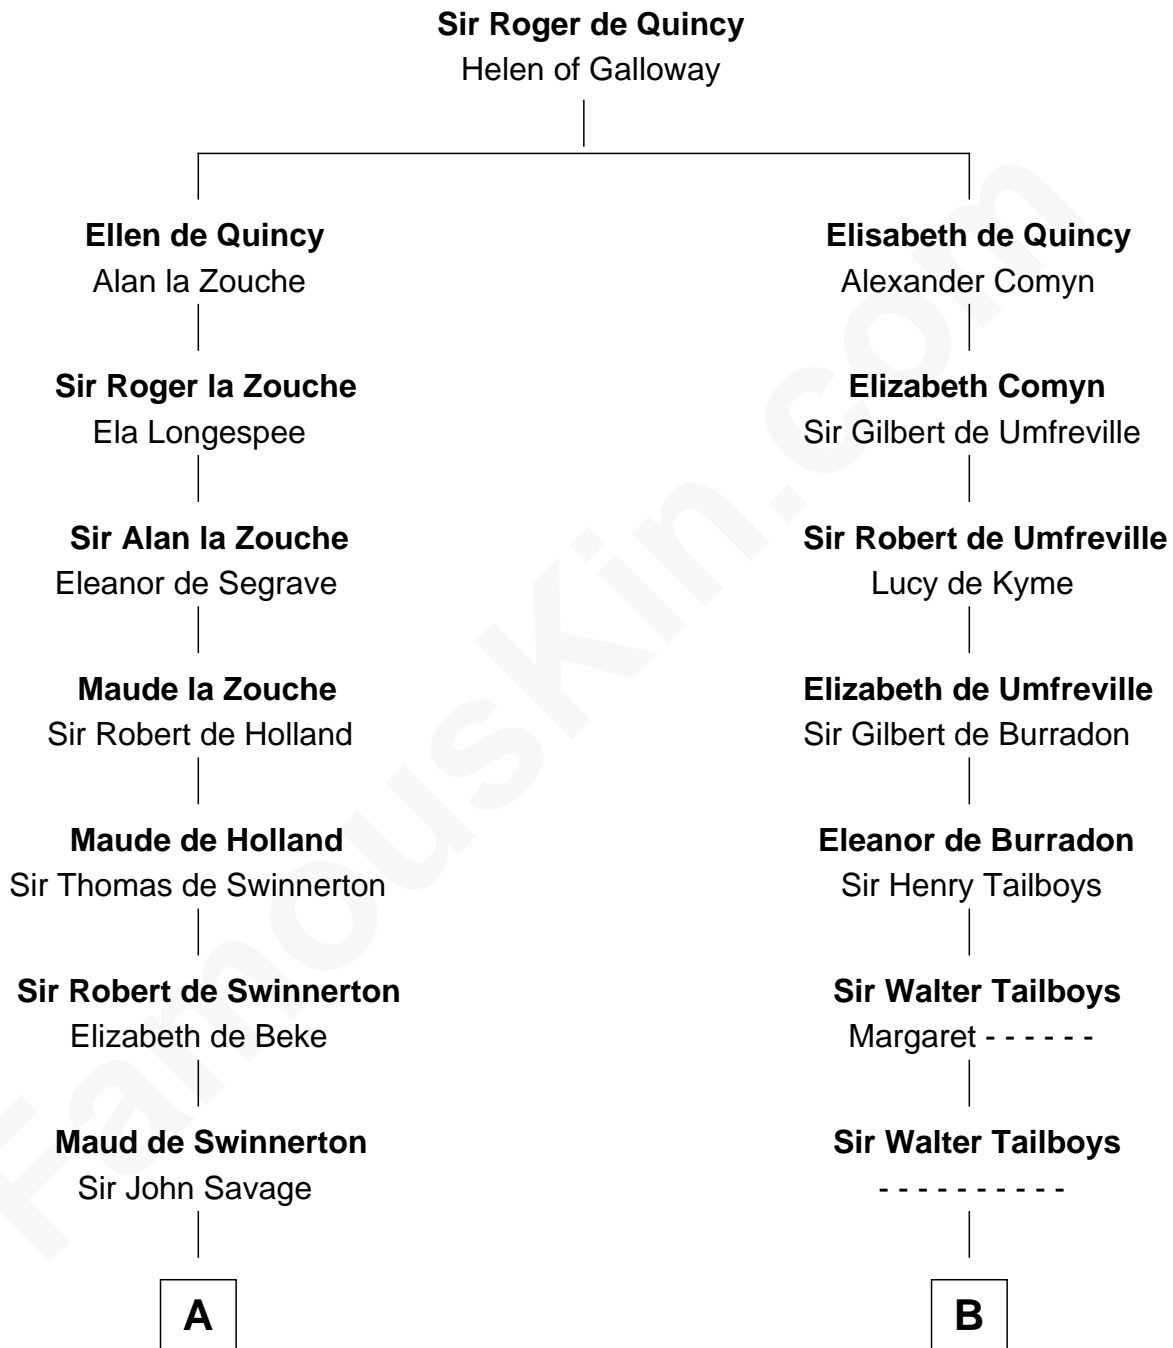 Sir Roger de Quincy
Helen of Galloway
Ellen de Quincy
Alan la Zouche
Elisabeth de Quincy
Alexander Comyn
Sir Roger la Zouche
Ela Longespee
Elizabeth Comyn
Sir Gilbert de Umfreville
Sir Alan la Zouche
Eleanor de Segrave
Sir Robert de Umfreville
Lucy de Kyme
Maude la Zouche
Sir Robert de Holland
Elizabeth de Umfreville
Sir Gilbert de Burradon
Maude de Holland
Sir Thomas de Swinnerton
Eleanor de Burradon
Sir Henry Tailboys
Sir Robert de Swinnerton
Elizabeth de Beke
Sir Walter Tailboys
Margaret - - - - - -
Maud de Swinnerton
Sir John Savage
Sir Walter Tailboys
- - - - - - - - - -
A
B
FamousKin.com